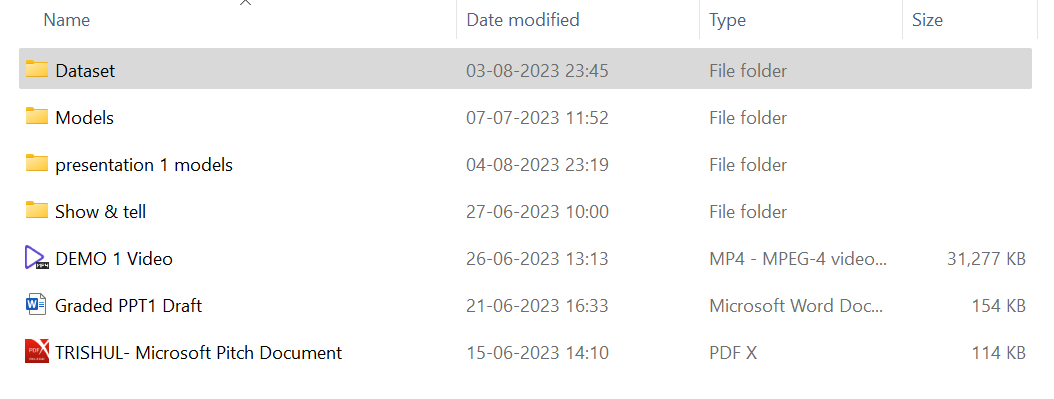 Name Date modified Type Size
Dataset 03-08-2023 23:45 File folder
Models 07-07-2023 11:52 File folder
presentation 1 models 04-08-2023 23:19 File folder
Show & tell 27-06-2023 10:00 File folder
DEMO 1 Video 26-06-2023 13:13 MP4 - MPEG-4 video... 31,277 KB
Graded PPT1 Draft 21-06-2023 16:33 Microsoft Word Doc... 154 KB
TRISHUL- Microsoft Pitch Document 15-06-2023 14:10 PDF X 114 KB